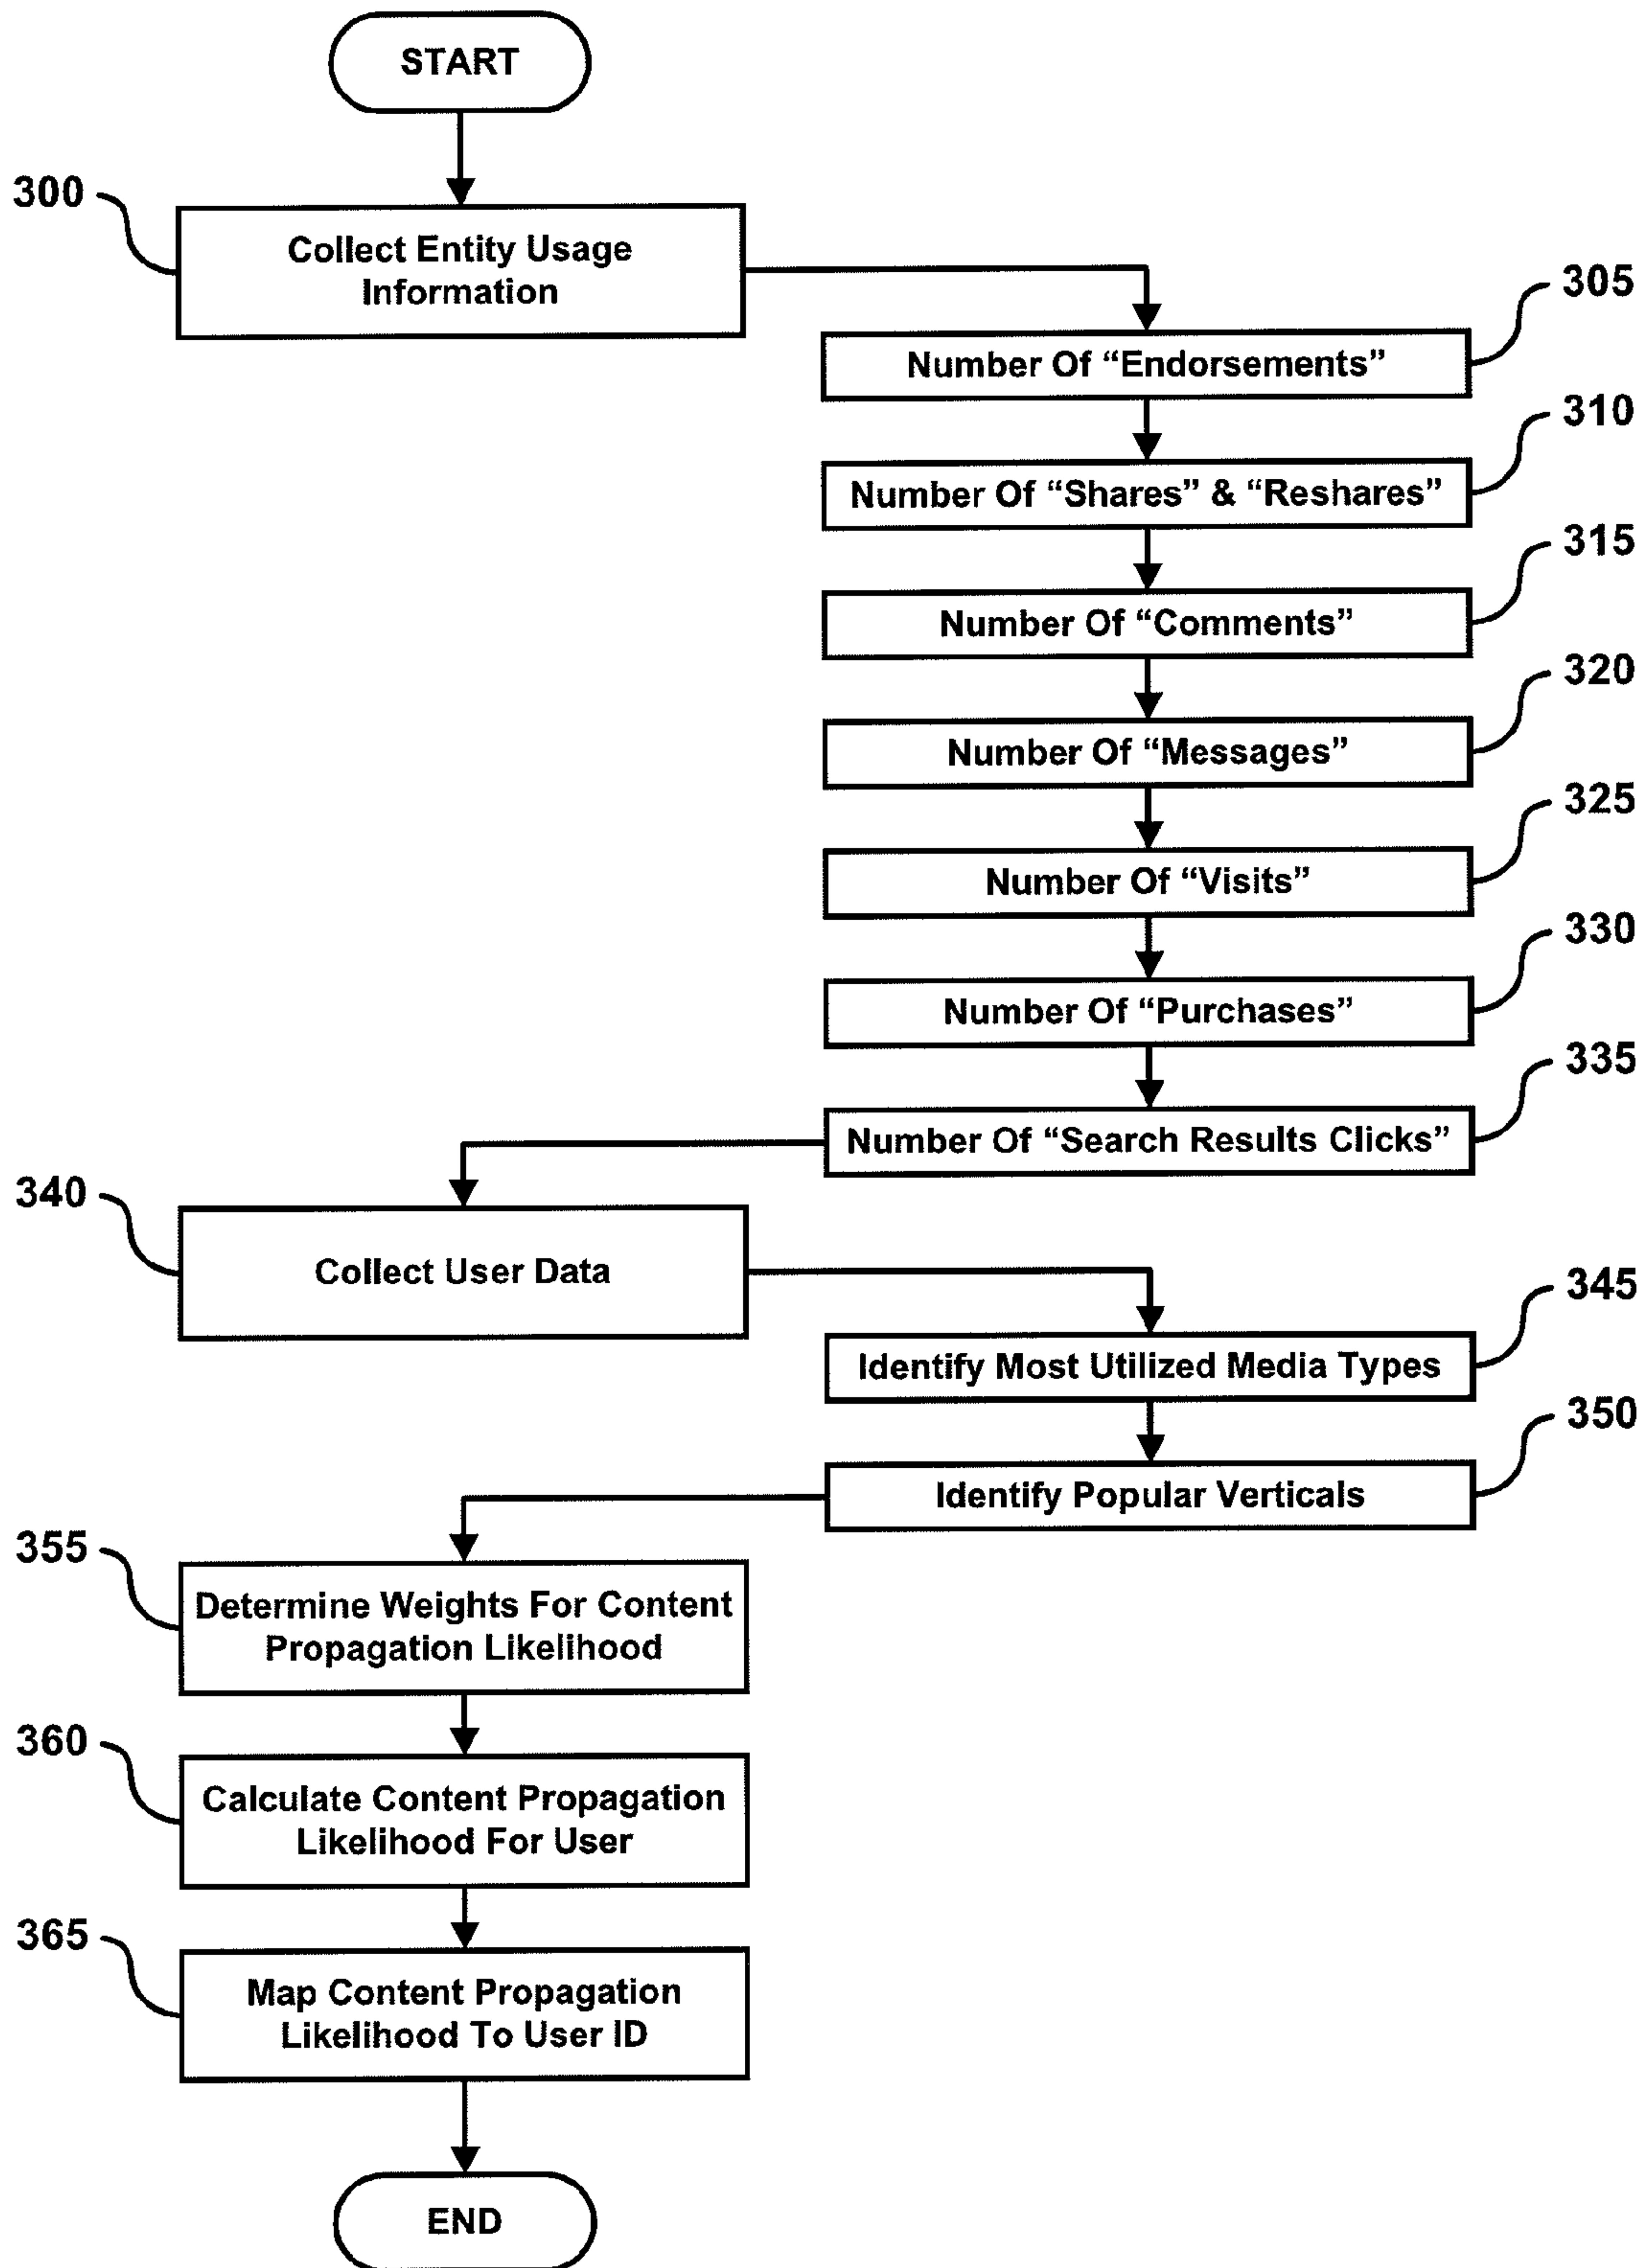 START
300
Collect Entity Usage
Information
305
Number Of “Endorsements”
310
Number Of “Shares” & “Reshares”
315
Number Of “Comments”
320
Number Of “Messages”
325
Number Of “Visits”
330
Number Of “Purchases”
335
Number Of “Search Results Clicks”
340
Collect User Data
345
Identify Most Utilized Media Types
350
Identify Popular Verticals
355
Determine Weights For Content
Propagation Likelihood
360
Calculate Content Propagation
Likelihood For User
365
Map Content Propagation
Likelihood To User ID
END